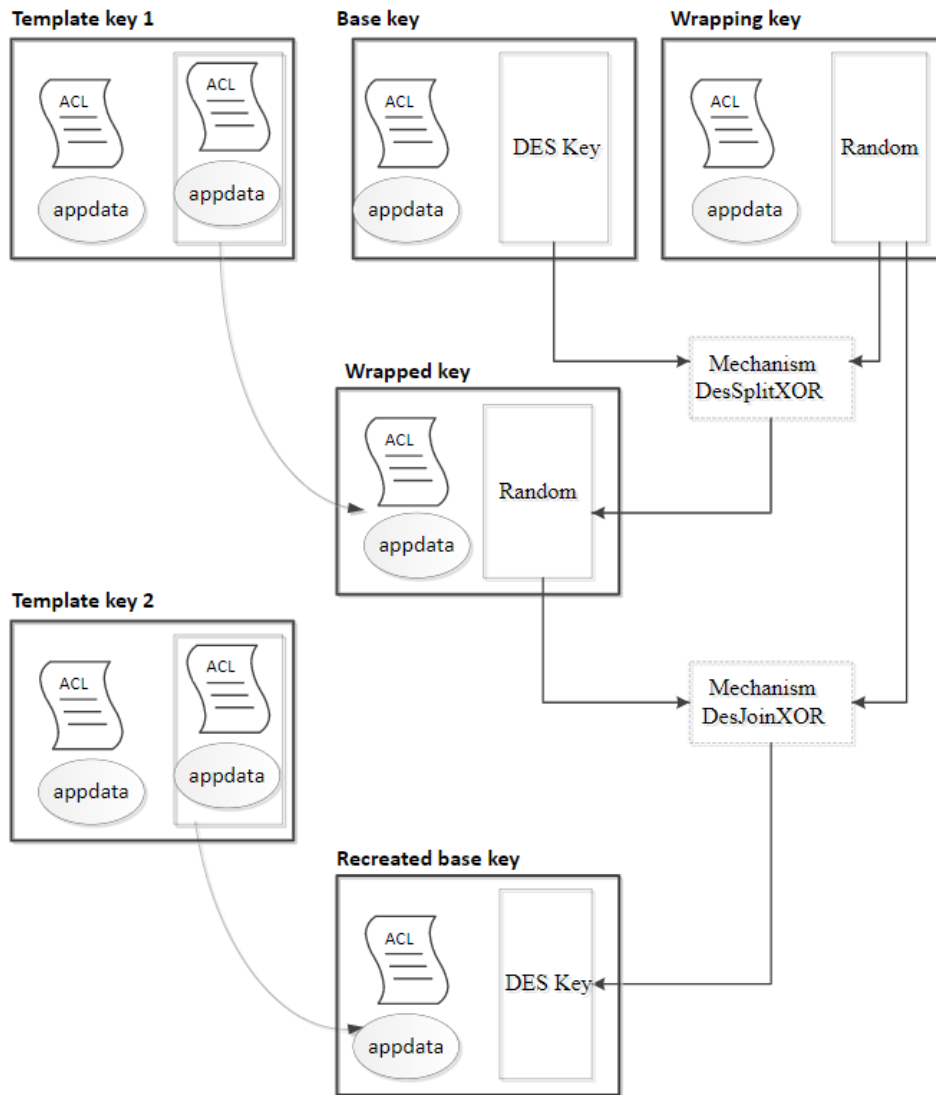 Template key 1
Base key
Wrapping key
ACL
ACL
appdata
appdata
ACL
DES Key
appdata
ACL
Random
appdata
Mechanism
DesSplitXOR
Wrapped key
ACL
Random
appdata
Template key 2
ACL
ACL
appdata
appdata
Mechanism
DesJoinXOR
Recreated base key
ACL
DES Key
appdata